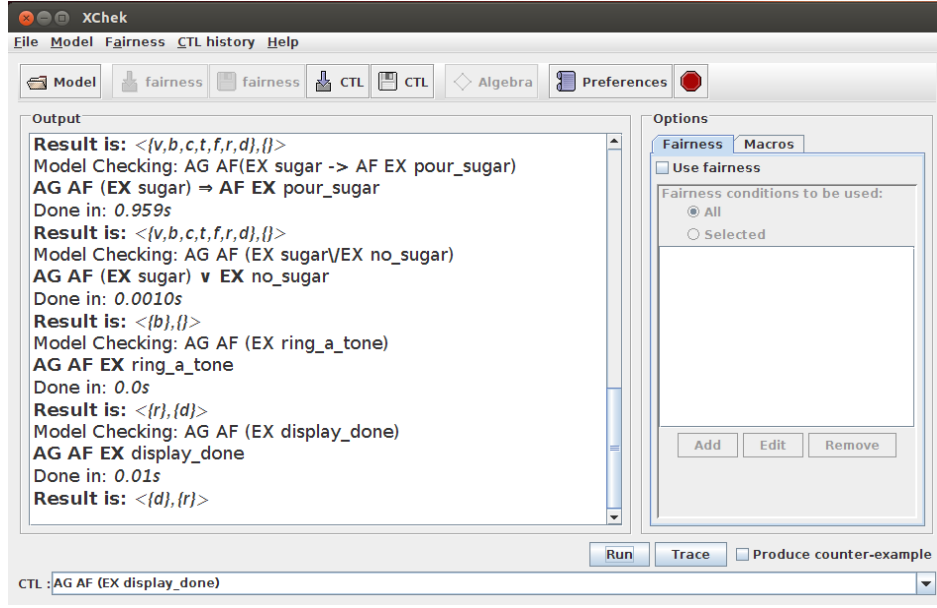 XChek
File Model Fairness CTL history Help
Model fairness fairness CTL CTL Algebra Preferences
Output
Result is: <{v,b,c,t,f,r,d},{}>
Model Checking: AG AF(EX sugar -> AF EX pour_sugar)
AG AF (EX sugar) ⇒ AF EX pour_sugar
Done in: 0.959s
Result is: <{v,b,c,t,f,r,d},{}>
Model Checking: AG AF (EX sugar\/EX no_sugar)
AG AF (EX sugar) ∨ EX no_sugar
Done in: 0.0010s
Result is: <{b},{}>
Model Checking: AG AF (EX ring_a_tone)
AG AF EX ring_a_tone
Done in: 0.0s
Result is: <{r},{d}>
Model Checking: AG AF (EX display_done)
AG AF EX display_done
Done in: 0.01s
Result is: <{d},{r}>
Options
Fairness Macros
Use fairness
Fairness conditions to be used:
All
Selected
Add Edit Remove
Run Trace Produce counter-example
CTL : AG AF (EX display_done)